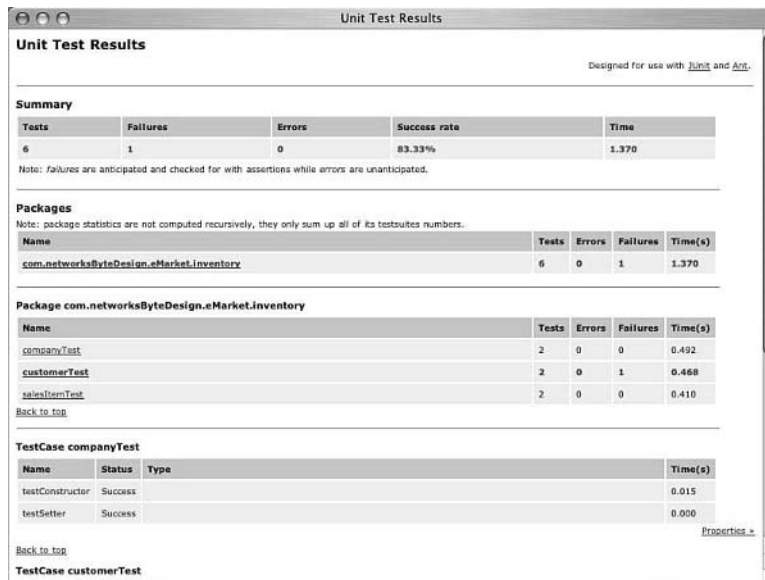 Unit Test Results
Unit Test Results
Designed for use with JUnit and Ant.
Summary
Tests Failures Errors Success rate Time
6 1 0 83.33% 1.370
Note: failures are anticipated and checked for with assertions while errors are unanticipated.
Packages
Note: package statistics are not computed recursively, they only sum up all of its testsuites numbers.
Name Tests Errors Failures Time(s)
com.networksByteDesign.eMarket.inventory 6 0 1 1.370
Package com.networksByteDesign.eMarket.inventory
Name Tests Errors Failures Time(s)
companyTest 2 0 0 0.492
customerTest 2 0 1 0.468
salesItemTest 2 0 0 0.410
Back to top
TestCase companyTest
Name Status Type Time(s)
testConstructor Success 0.015
testSetter Success 0.000
Properties »
Back to top
TestCase customerTest